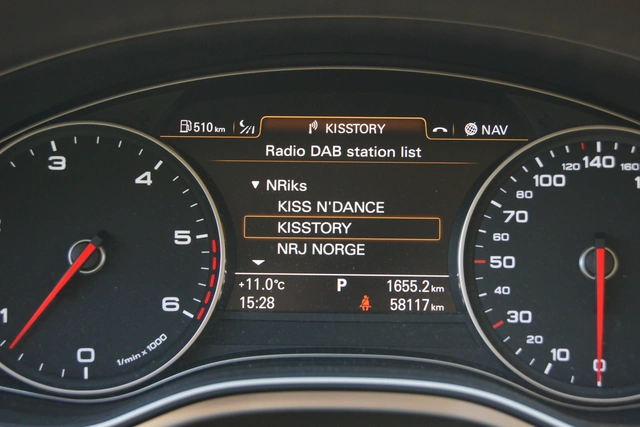 510 km KISSTORY NAV
Radio DAB station list
NRiks
KISS N'DANCE
KISSTORY
NRJ NORGE
+11.0°C P 1655.2 km
15:28 58117 km
0
1
3
4
5
6
1/min x 1000
0
10
20
30
40
50
60
70
80
100
120
140
160